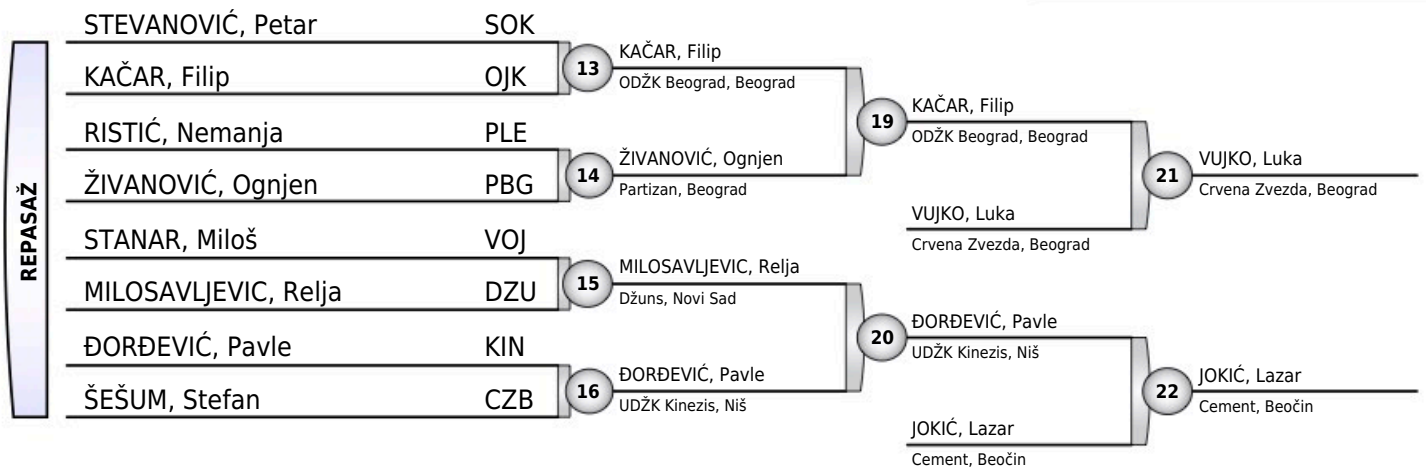 REPASAŽ
STEVANOVIĆ, Petar SOK
KAČAR, Filip OJK
RISTIĆ, Nemanja PLE
ŽIVANOVIĆ, Ognjen PBG
STANAR, Miloš VOJ
MILOSAVLJEVIC, Relja DZU
ĐORĐEVIĆ, Pavle KIN
ŠEŠUM, Stefan CZB
13
KAČAR, Filip
ODŽK Beograd, Beograd
14
ŽIVANOVIĆ, Ognjen
Partizan, Beograd
15
MILOSAVLJEVIC, Relja
Džuns, Novi Sad
16
ĐORĐEVIĆ, Pavle
UDŽK Kinezis, Niš
19
KAČAR, Filip
ODŽK Beograd, Beograd
VUJKO, Luka
Crvena Zvezda, Beograd
20
ĐORĐEVIĆ, Pavle
UDŽK Kinezis, Niš
JOKIĆ, Lazar
Cement, Beočin
21
VUJKO, Luka
Crvena Zvezda, Beograd
22
JOKIĆ, Lazar
Cement, Beočin